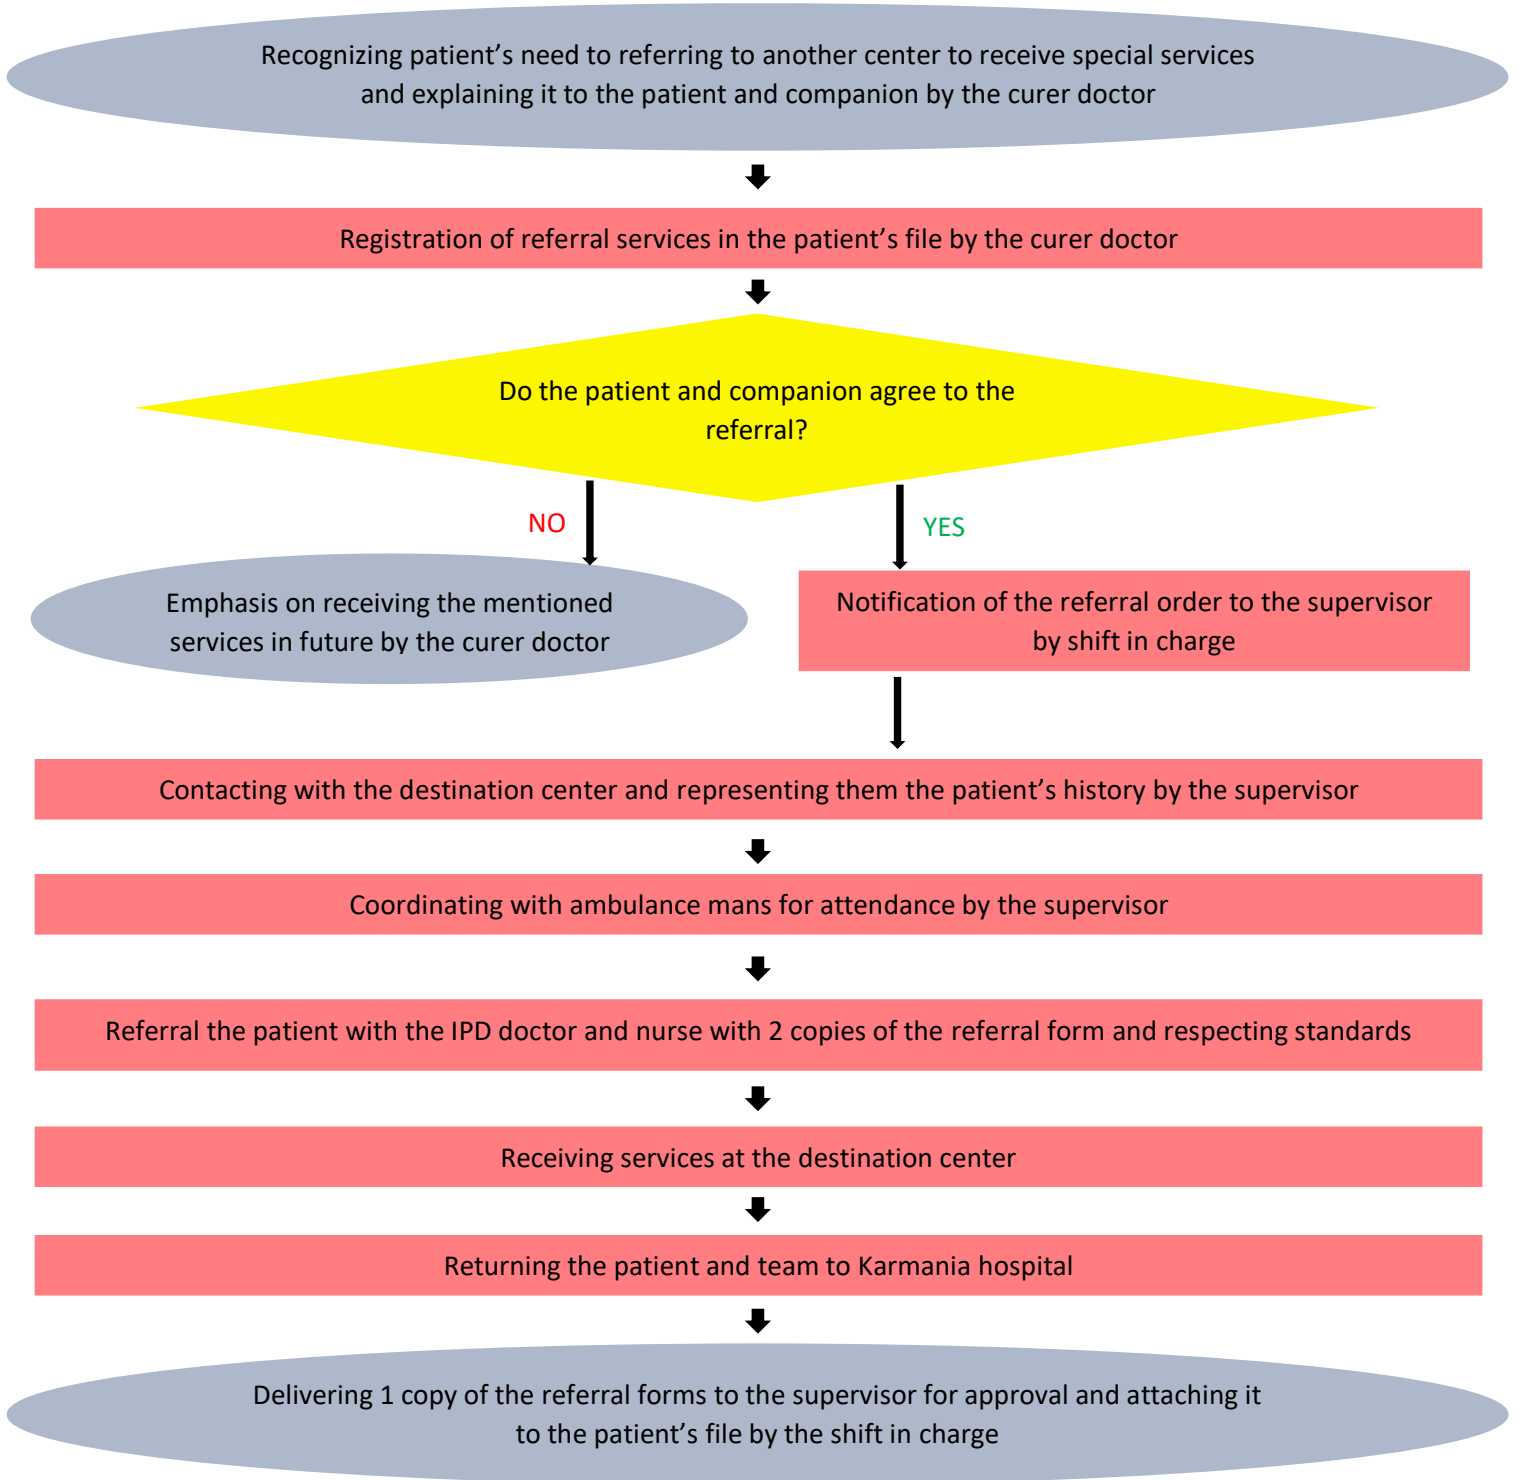 Recognizing patient’s need to referring to another center to receive special services
and explaining it to the patient and companion by the curer doctor
Registration of referral services in the patient’s file by the curer doctor
Do the patient and companion agree to the
referral?
NO
YES
Emphasis on receiving the mentioned
services in future by the curer doctor
Notification of the referral order to the supervisor
by shift in charge
Contacting with the destination center and representing them the patient’s history by the supervisor
Coordinating with ambulance mans for attendance by the supervisor
Referral the patient with the IPD doctor and nurse with 2 copies of the referral form and respecting standards
Receiving services at the destination center
Returning the patient and team to Karmania hospital
Delivering 1 copy of the referral forms to the supervisor for approval and attaching it
to the patient’s file by the shift in charge